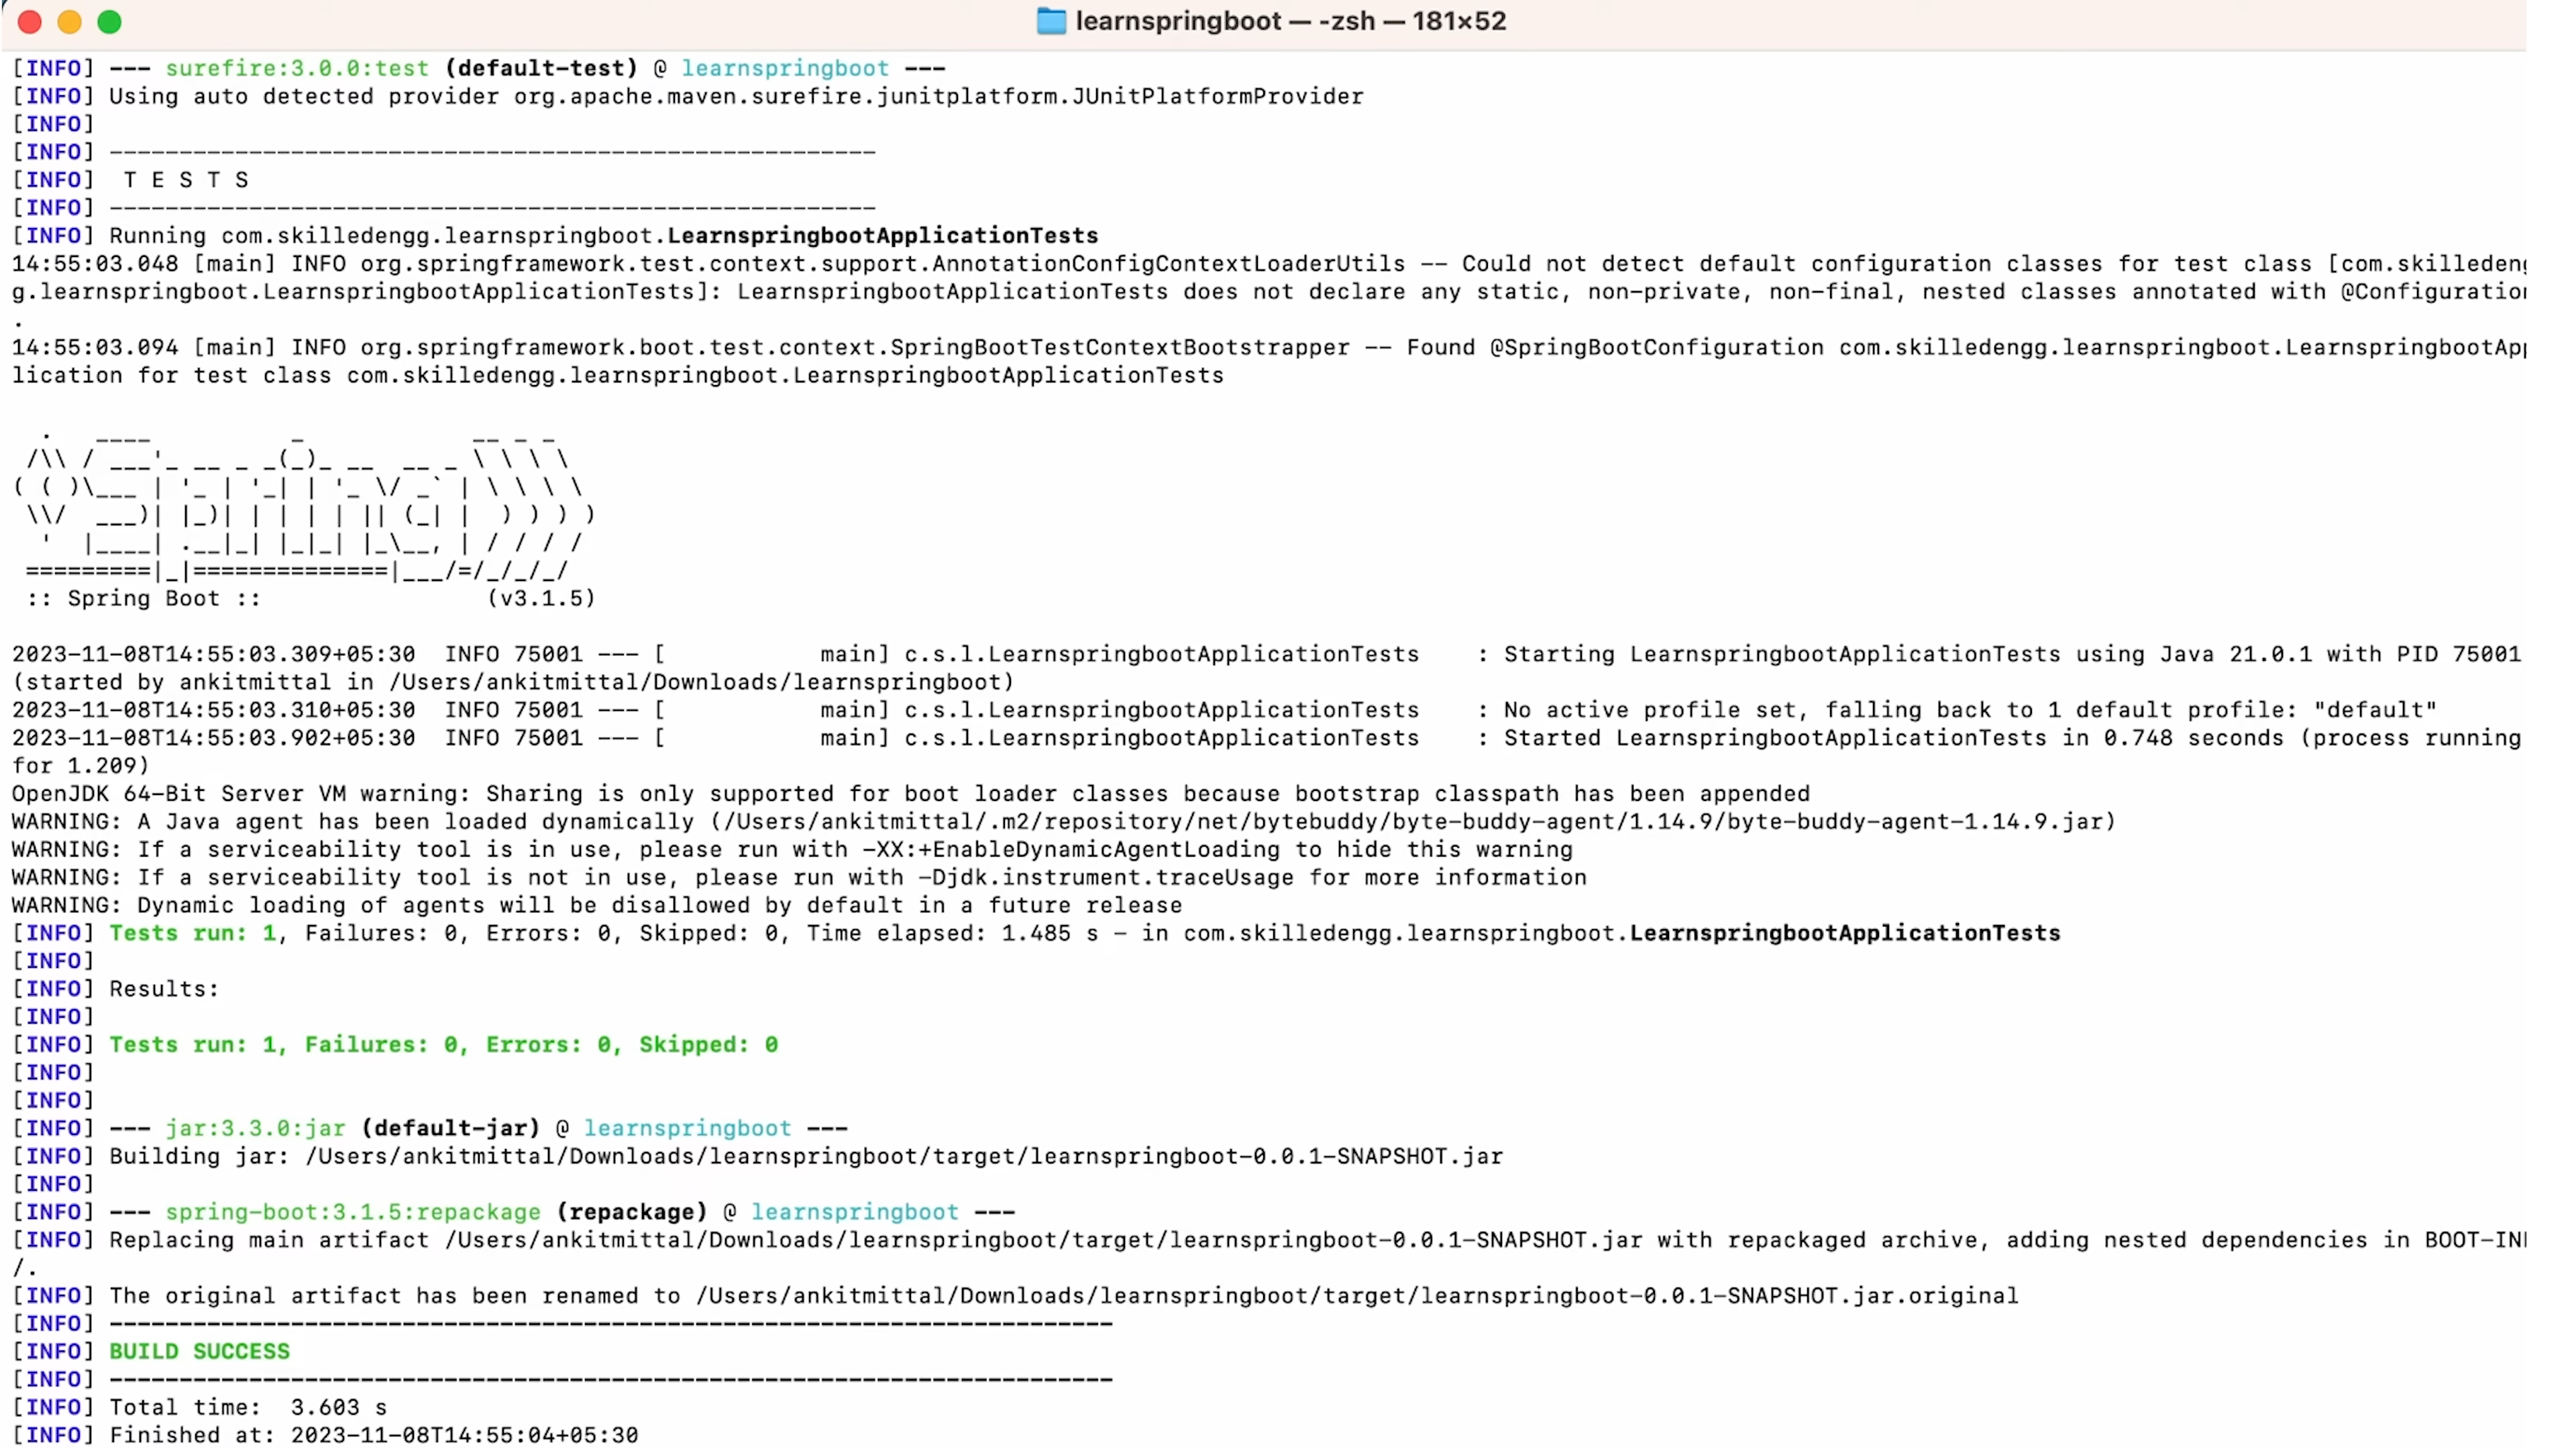 learnspringboot — -zsh — 181×52
[INFO] --- surefire:3.0.0:test (default-test) @ learnspringboot ---
[INFO] Using auto detected provider org.apache.maven.surefire.junitplatform.JUnitPlatformProvider
[INFO]
[INFO] -------------------------------------------------------
[INFO]  T E S T S
[INFO] -------------------------------------------------------
[INFO] Running com.skilledengg.learnspringboot.LearnspringbootApplicationTests
14:55:03.048 [main] INFO org.springframework.test.context.support.AnnotationConfigContextLoaderUtils -- Could not detect default configuration classes for test class [com.skilleden
g.learnspringboot.LearnspringbootApplicationTests]: LearnspringbootApplicationTests does not declare any static, non-private, non-final, nested classes annotated with @Configuration
.
14:55:03.094 [main] INFO org.springframework.boot.test.context.SpringBootTestContextBootstrapper -- Found @SpringBootConfiguration com.skilledengg.learnspringboot.LearnspringbootApp
lication for test class com.skilledengg.learnspringboot.LearnspringbootApplicationTests
  .   ____          _            __ _ _
 /\\ / ___'_ __ _ _(_)_ __  __ _ \ \ \ \
( ( )\___ | '_ | '_| | '_ \/ _` | \ \ \ \
 \\/  ___)| |_)| | | | | || (_| |  ) ) ) )
  '  |____| .__|_| |_|_| |_\__, | / / / /
 =========|_|==============|___/=/_/_/_/
 :: Spring Boot ::                (v3.1.5)
2023-11-08T14:55:03.309+05:30  INFO 75001 --- [           main] c.s.l.LearnspringbootApplicationTests    : Starting LearnspringbootApplicationTests using Java 21.0.1 with PID 75001
(started by ankitmittal in /Users/ankitmittal/Downloads/learnspringboot)
2023-11-08T14:55:03.310+05:30  INFO 75001 --- [           main] c.s.l.LearnspringbootApplicationTests    : No active profile set, falling back to 1 default profile: "default"
2023-11-08T14:55:03.902+05:30  INFO 75001 --- [           main] c.s.l.LearnspringbootApplicationTests    : Started LearnspringbootApplicationTests in 0.748 seconds (process running
for 1.209)
OpenJDK 64-Bit Server VM warning: Sharing is only supported for boot loader classes because bootstrap classpath has been appended
WARNING: A Java agent has been loaded dynamically (/Users/ankitmittal/.m2/repository/net/bytebuddy/byte-buddy-agent/1.14.9/byte-buddy-agent-1.14.9.jar)
WARNING: If a serviceability tool is in use, please run with -XX:+EnableDynamicAgentLoading to hide this warning
WARNING: If a serviceability tool is not in use, please run with -Djdk.instrument.traceUsage for more information
WARNING: Dynamic loading of agents will be disallowed by default in a future release
[INFO] Tests run: 1, Failures: 0, Errors: 0, Skipped: 0, Time elapsed: 1.485 s - in com.skilledengg.learnspringboot.LearnspringbootApplicationTests
[INFO]
[INFO] Results:
[INFO]
[INFO] Tests run: 1, Failures: 0, Errors: 0, Skipped: 0
[INFO]
[INFO]
[INFO] --- jar:3.3.0:jar (default-jar) @ learnspringboot ---
[INFO] Building jar: /Users/ankitmittal/Downloads/learnspringboot/target/learnspringboot-0.0.1-SNAPSHOT.jar
[INFO]
[INFO] --- spring-boot:3.1.5:repackage (repackage) @ learnspringboot ---
[INFO] Replacing main artifact /Users/ankitmittal/Downloads/learnspringboot/target/learnspringboot-0.0.1-SNAPSHOT.jar with repackaged archive, adding nested dependencies in BOOT-IN
/.
[INFO] The original artifact has been renamed to /Users/ankitmittal/Downloads/learnspringboot/target/learnspringboot-0.0.1-SNAPSHOT.jar.original
[INFO] ------------------------------------------------------------------------
[INFO] BUILD SUCCESS
[INFO] ------------------------------------------------------------------------
[INFO] Total time:  3.603 s
[INFO] Finished at: 2023-11-08T14:55:04+05:30